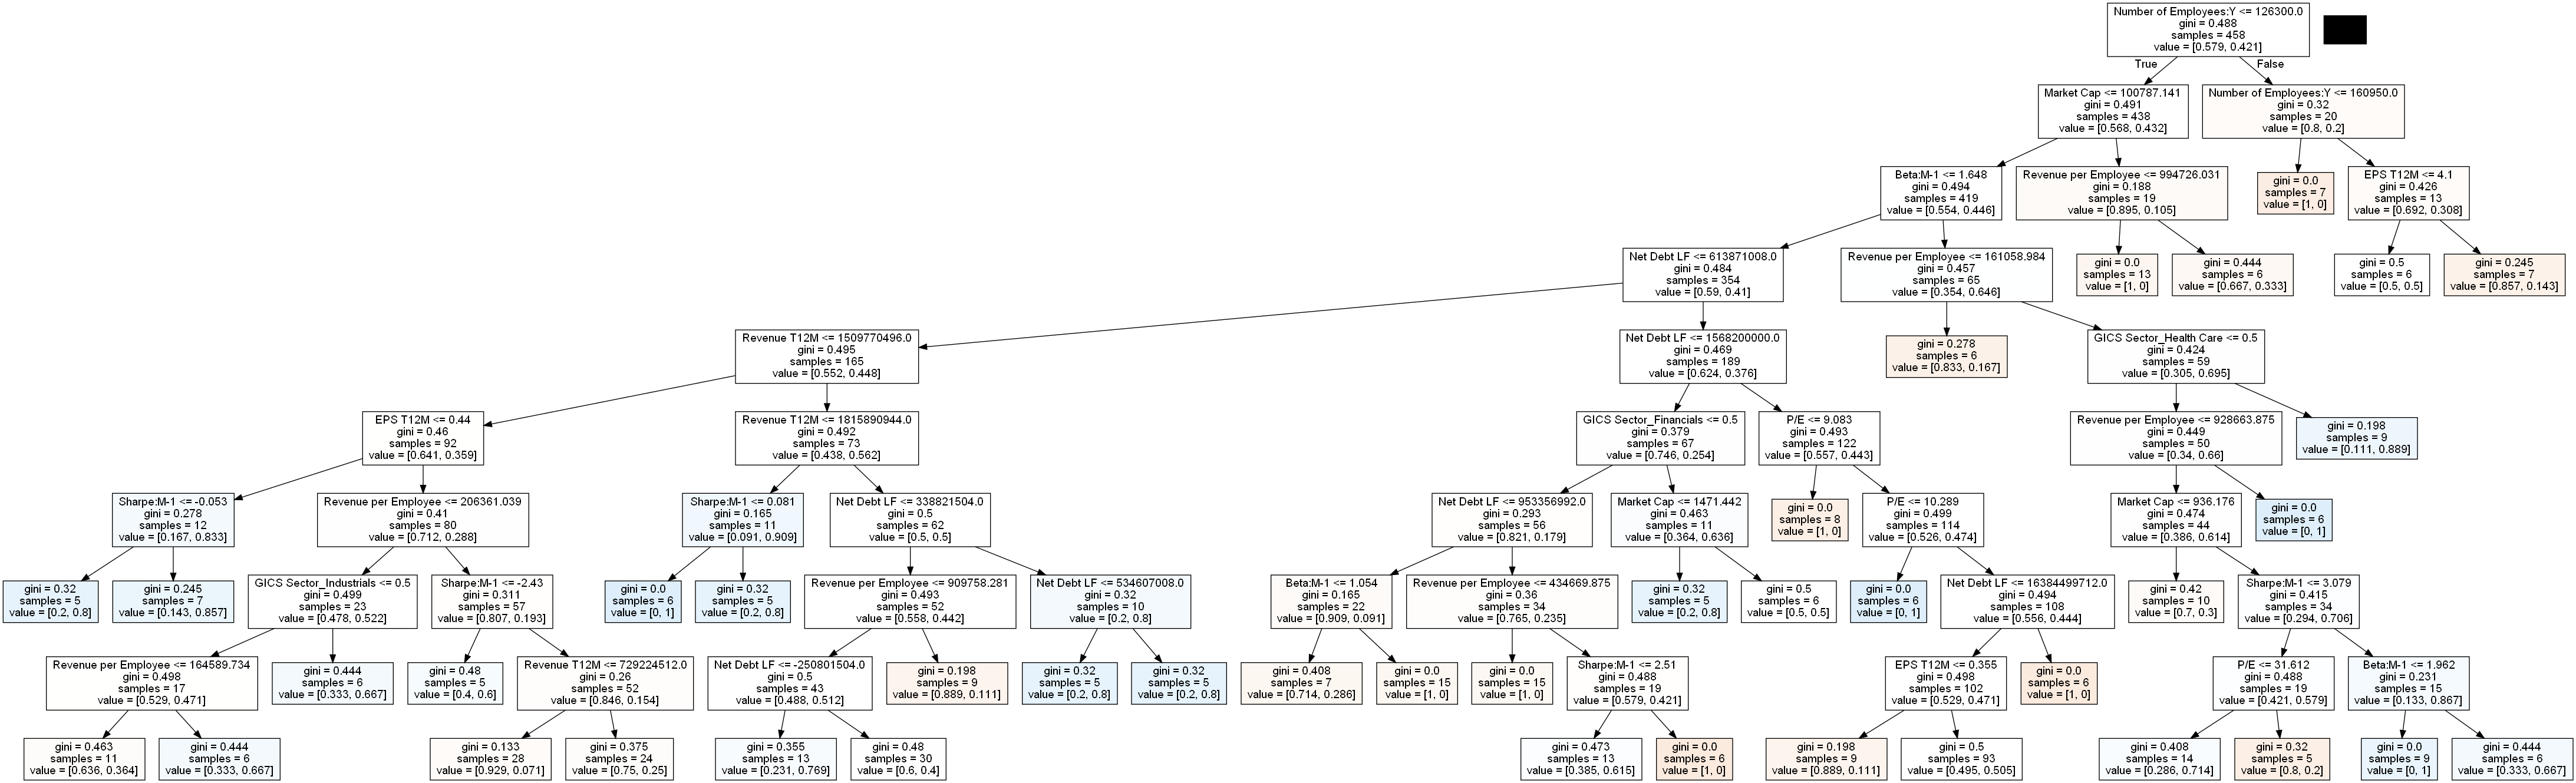 Number of Employees:Y <= 126300.0
gini = 0.488
samples = 458
value = [0.579, 0.421]
True
False
Market Cap <= 100787.141
gini = 0.491
samples = 438
value = [0.568, 0.432]
Number of Employees:Y <= 160950.0
gini = 0.32
samples = 20
value = [0.8, 0.2]
Beta:M-1 <= 1.648
gini = 0.494
samples = 419
value = [0.554, 0.446]
Revenue per Employee <= 994726.031
gini = 0.188
samples = 19
value = [0.895, 0.105]
gini = 0.0
samples = 7
value = [1, 0]
EPS T12M <= 4.1
gini = 0.426
samples = 13
value = [0.692, 0.308]
Net Debt LF <= 613871008.0
gini = 0.484
samples = 354
value = [0.59, 0.41]
Revenue per Employee <= 161058.984
gini = 0.457
samples = 65
value = [0.354, 0.646]
gini = 0.0
samples = 13
value = [1, 0]
gini = 0.444
samples = 6
value = [0.667, 0.333]
gini = 0.5
samples = 6
value = [0.5, 0.5]
gini = 0.245
samples = 7
value = [0.857, 0.143]
Revenue T12M <= 1509770496.0
gini = 0.495
samples = 165
value = [0.552, 0.448]
Net Debt LF <= 1568200000.0
gini = 0.469
samples = 189
value = [0.624, 0.376]
gini = 0.278
samples = 6
value = [0.833, 0.167]
GICS Sector_Health Care <= 0.5
gini = 0.424
samples = 59
value = [0.305, 0.695]
EPS T12M <= 0.44
gini = 0.46
samples = 92
value = [0.641, 0.359]
Revenue T12M <= 1815890944.0
gini = 0.492
samples = 73
value = [0.438, 0.562]
GICS Sector_Financials <= 0.5
gini = 0.379
samples = 67
value = [0.746, 0.254]
P/E <= 9.083
gini = 0.493
samples = 122
value = [0.557, 0.443]
Revenue per Employee <= 928663.875
gini = 0.449
samples = 50
value = [0.34, 0.66]
gini = 0.198
samples = 9
value = [0.111, 0.889]
Sharpe:M-1 <= -0.053
gini = 0.278
samples = 12
value = [0.167, 0.833]
Revenue per Employee <= 206361.039
gini = 0.41
samples = 80
value = [0.712, 0.288]
Sharpe:M-1 <= 0.081
gini = 0.165
samples = 11
value = [0.091, 0.909]
Net Debt LF <= 338821504.0
gini = 0.5
samples = 62
value = [0.5, 0.5]
Net Debt LF <= 953356992.0
gini = 0.293
samples = 56
value = [0.821, 0.179]
Market Cap <= 1471.442
gini = 0.463
samples = 11
value = [0.364, 0.636]
gini = 0.0
samples = 8
value = [1, 0]
P/E <= 10.289
gini = 0.499
samples = 114
value = [0.526, 0.474]
Market Cap <= 936.176
gini = 0.474
samples = 44
value = [0.386, 0.614]
gini = 0.0
samples = 6
value = [0, 1]
gini = 0.32
samples = 5
value = [0.2, 0.8]
gini = 0.245
samples = 7
value = [0.143, 0.857]
GICS Sector_Industrials <= 0.5
gini = 0.499
samples = 23
value = [0.478, 0.522]
Sharpe:M-1 <= -2.43
gini = 0.311
samples = 57
value = [0.807, 0.193]
gini = 0.0
samples = 6
value = [0, 1]
gini = 0.32
samples = 5
value = [0.2, 0.8]
Revenue per Employee <= 909758.281
gini = 0.493
samples = 52
value = [0.558, 0.442]
Net Debt LF <= 534607008.0
gini = 0.32
samples = 10
value = [0.2, 0.8]
Beta:M-1 <= 1.054
gini = 0.165
samples = 22
value = [0.909, 0.091]
Revenue per Employee <= 434669.875
gini = 0.36
samples = 34
value = [0.765, 0.235]
gini = 0.32
samples = 5
value = [0.2, 0.8]
gini = 0.5
samples = 6
value = [0.5, 0.5]
gini = 0.0
samples = 6
value = [0, 1]
Net Debt LF <= 16384499712.0
gini = 0.494
samples = 108
value = [0.556, 0.444]
gini = 0.42
samples = 10
value = [0.7, 0.3]
Sharpe:M-1 <= 3.079
gini = 0.415
samples = 34
value = [0.294, 0.706]
Revenue per Employee <= 164589.734
gini = 0.498
samples = 17
value = [0.529, 0.471]
gini = 0.444
samples = 6
value = [0.333, 0.667]
gini = 0.48
samples = 5
value = [0.4, 0.6]
Revenue T12M <= 729224512.0
gini = 0.26
samples = 52
value = [0.846, 0.154]
Net Debt LF <= -250801504.0
gini = 0.5
samples = 43
value = [0.488, 0.512]
gini = 0.198
samples = 9
value = [0.889, 0.111]
gini = 0.32
samples = 5
value = [0.2, 0.8]
gini = 0.32
samples = 5
value = [0.2, 0.8]
gini = 0.408
samples = 7
value = [0.714, 0.286]
gini = 0.0
samples = 15
value = [1, 0]
gini = 0.0
samples = 15
value = [1, 0]
Sharpe:M-1 <= 2.51
gini = 0.488
samples = 19
value = [0.579, 0.421]
EPS T12M <= 0.355
gini = 0.498
samples = 102
value = [0.529, 0.471]
gini = 0.0
samples = 6
value = [1, 0]
P/E <= 31.612
gini = 0.488
samples = 19
value = [0.421, 0.579]
Beta:M-1 <= 1.962
gini = 0.231
samples = 15
value = [0.133, 0.867]
gini = 0.463
samples = 11
value = [0.636, 0.364]
gini = 0.444
samples = 6
value = [0.333, 0.667]
gini = 0.133
samples = 28
value = [0.929, 0.071]
gini = 0.375
samples = 24
value = [0.75, 0.25]
gini = 0.355
samples = 13
value = [0.231, 0.769]
gini = 0.48
samples = 30
value = [0.6, 0.4]
gini = 0.473
samples = 13
value = [0.385, 0.615]
gini = 0.0
samples = 6
value = [1, 0]
gini = 0.198
samples = 9
value = [0.889, 0.111]
gini = 0.5
samples = 93
value = [0.495, 0.505]
gini = 0.408
samples = 14
value = [0.286, 0.714]
gini = 0.32
samples = 5
value = [0.8, 0.2]
gini = 0.0
samples = 9
value = [0, 1]
gini = 0.444
samples = 6
value = [0.333, 0.667]